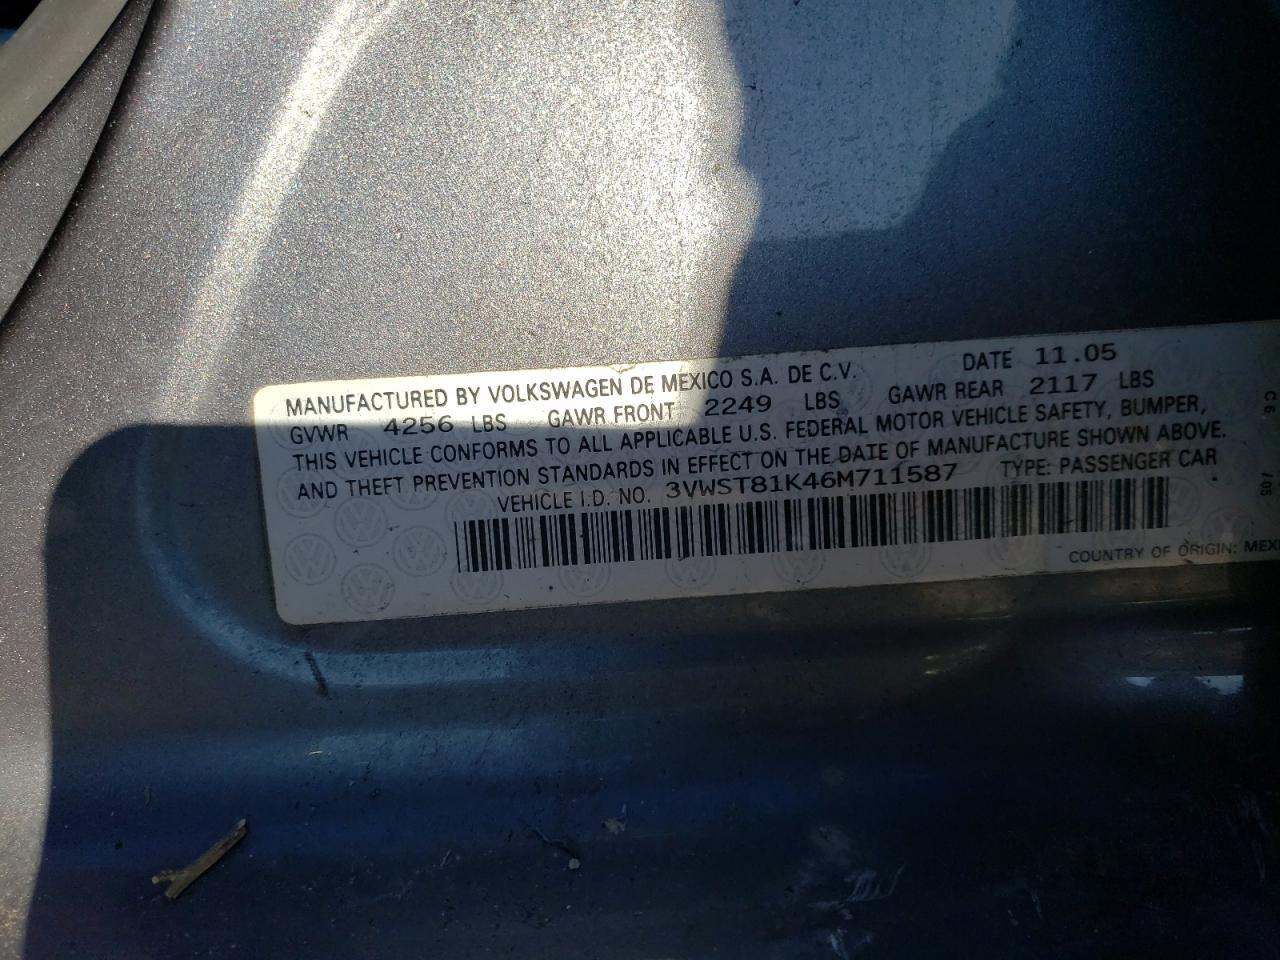 MANUFACTURED BY VOLKSWAGEN DE MEXICO S.A. DE C.V. DATE 11.05
GVWR 4256 LBS GAWR FRONT 2249 LBS GAWR REAR 2117 LBS
THIS VEHICLE CONFORMS TO ALL APPLICABLE U.S. FEDERAL MOTOR VEHICLE SAFETY, BUMPER,
AND THEFT PREVENTION STANDARDS IN EFFECT ON THE DATE OF MANUFACTURE SHOWN ABOVE.
VEHICLE I.D. NO. 3VWST81K46M711587 TYPE: PASSENGER CAR
COUNTRY OF ORIGIN: MEXI